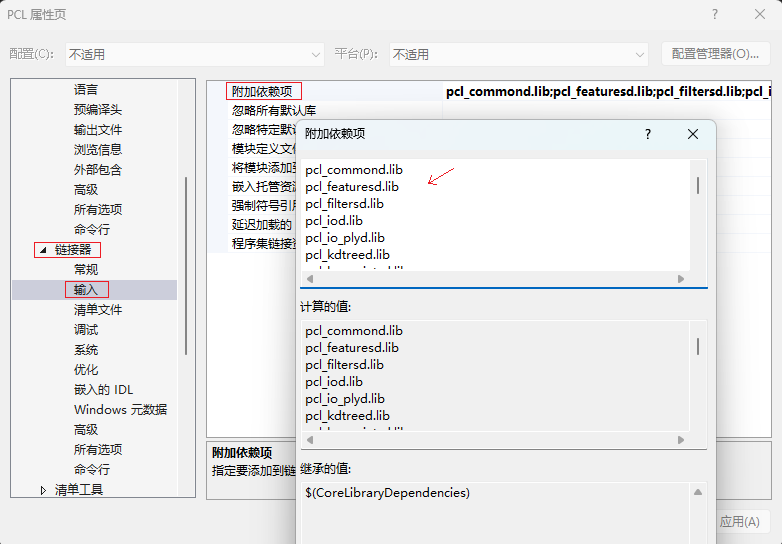 PCL 属性页
配置(C): 不适用 平台(P): 不适用 配置管理器(O)...
语言
预编译头
输出文件
浏览信息
外部包含
高级
所有选项
命令行
链接器
常规
输入
清单文件
调试
系统
优化
嵌入的 IDL
Windows 元数据
高级
所有选项
命令行
清单工具
附加依赖项 pcl_commond.lib;pcl_featuresd.lib;pcl_filtersd.lib;pcl_i
忽略所有默认库
忽略特定默认
模块定义文件
将模块添加到
嵌入托管资源
强制符号引用
延迟加载的
程序集链接资
附加依赖项
指定要添加到链
附加依赖项
pcl_commond.lib
pcl_featuresd.lib
pcl_filtersd.lib
pcl_iod.lib
pcl_io_plyd.lib
pcl_kdtreed.lib
计算的值:
pcl_commond.lib
pcl_featuresd.lib
pcl_filtersd.lib
pcl_iod.lib
pcl_io_plyd.lib
pcl_kdtreed.lib
继承的值:
$(CoreLibraryDependencies)
应用(A)